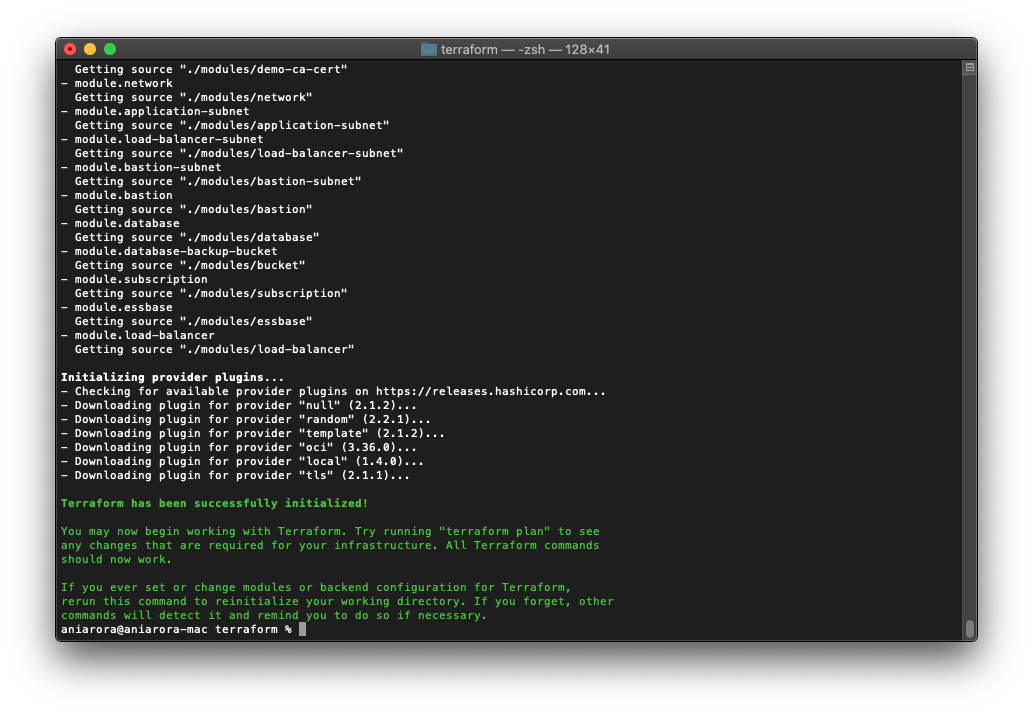 terraform — -zsh — 128×41
Getting source "./modules/demo-ca-cert"
- module.network
Getting source "./modules/network"
- module.application-subnet
Getting source "./modules/application-subnet"
- module.load-balancer-subnet
Getting source "./modules/load-balancer-subnet"
- module.bastion-subnet
Getting source "./modules/bastion-subnet"
- module.bastion
Getting source "./modules/bastion"
- module.database
Getting source "./modules/database"
- module.database-backup-bucket
Getting source "./modules/bucket"
- module.subscription
Getting source "./modules/subscription"
- module.essbase
Getting source "./modules/essbase"
- module.load-balancer
Getting source "./modules/load-balancer"
Initializing provider plugins...
- Checking for available provider plugins on https://releases.hashicorp.com...
- Downloading plugin for provider "null" (2.1.2)...
- Downloading plugin for provider "random" (2.2.1)...
- Downloading plugin for provider "template" (2.1.2)...
- Downloading plugin for provider "oci" (3.36.0)...
- Downloading plugin for provider "local" (1.4.0)...
- Downloading plugin for provider "tls" (2.1.1)...
Terraform has been successfully initialized!
You may now begin working with Terraform. Try running "terraform plan" to see
any changes that are required for your infrastructure. All Terraform commands
should now work.
If you ever set or change modules or backend configuration for Terraform,
rerun this command to reinitialize your working directory. If you forget, other
commands will detect it and remind you to do so if necessary.
aniarora@aniarora-mac terraform %